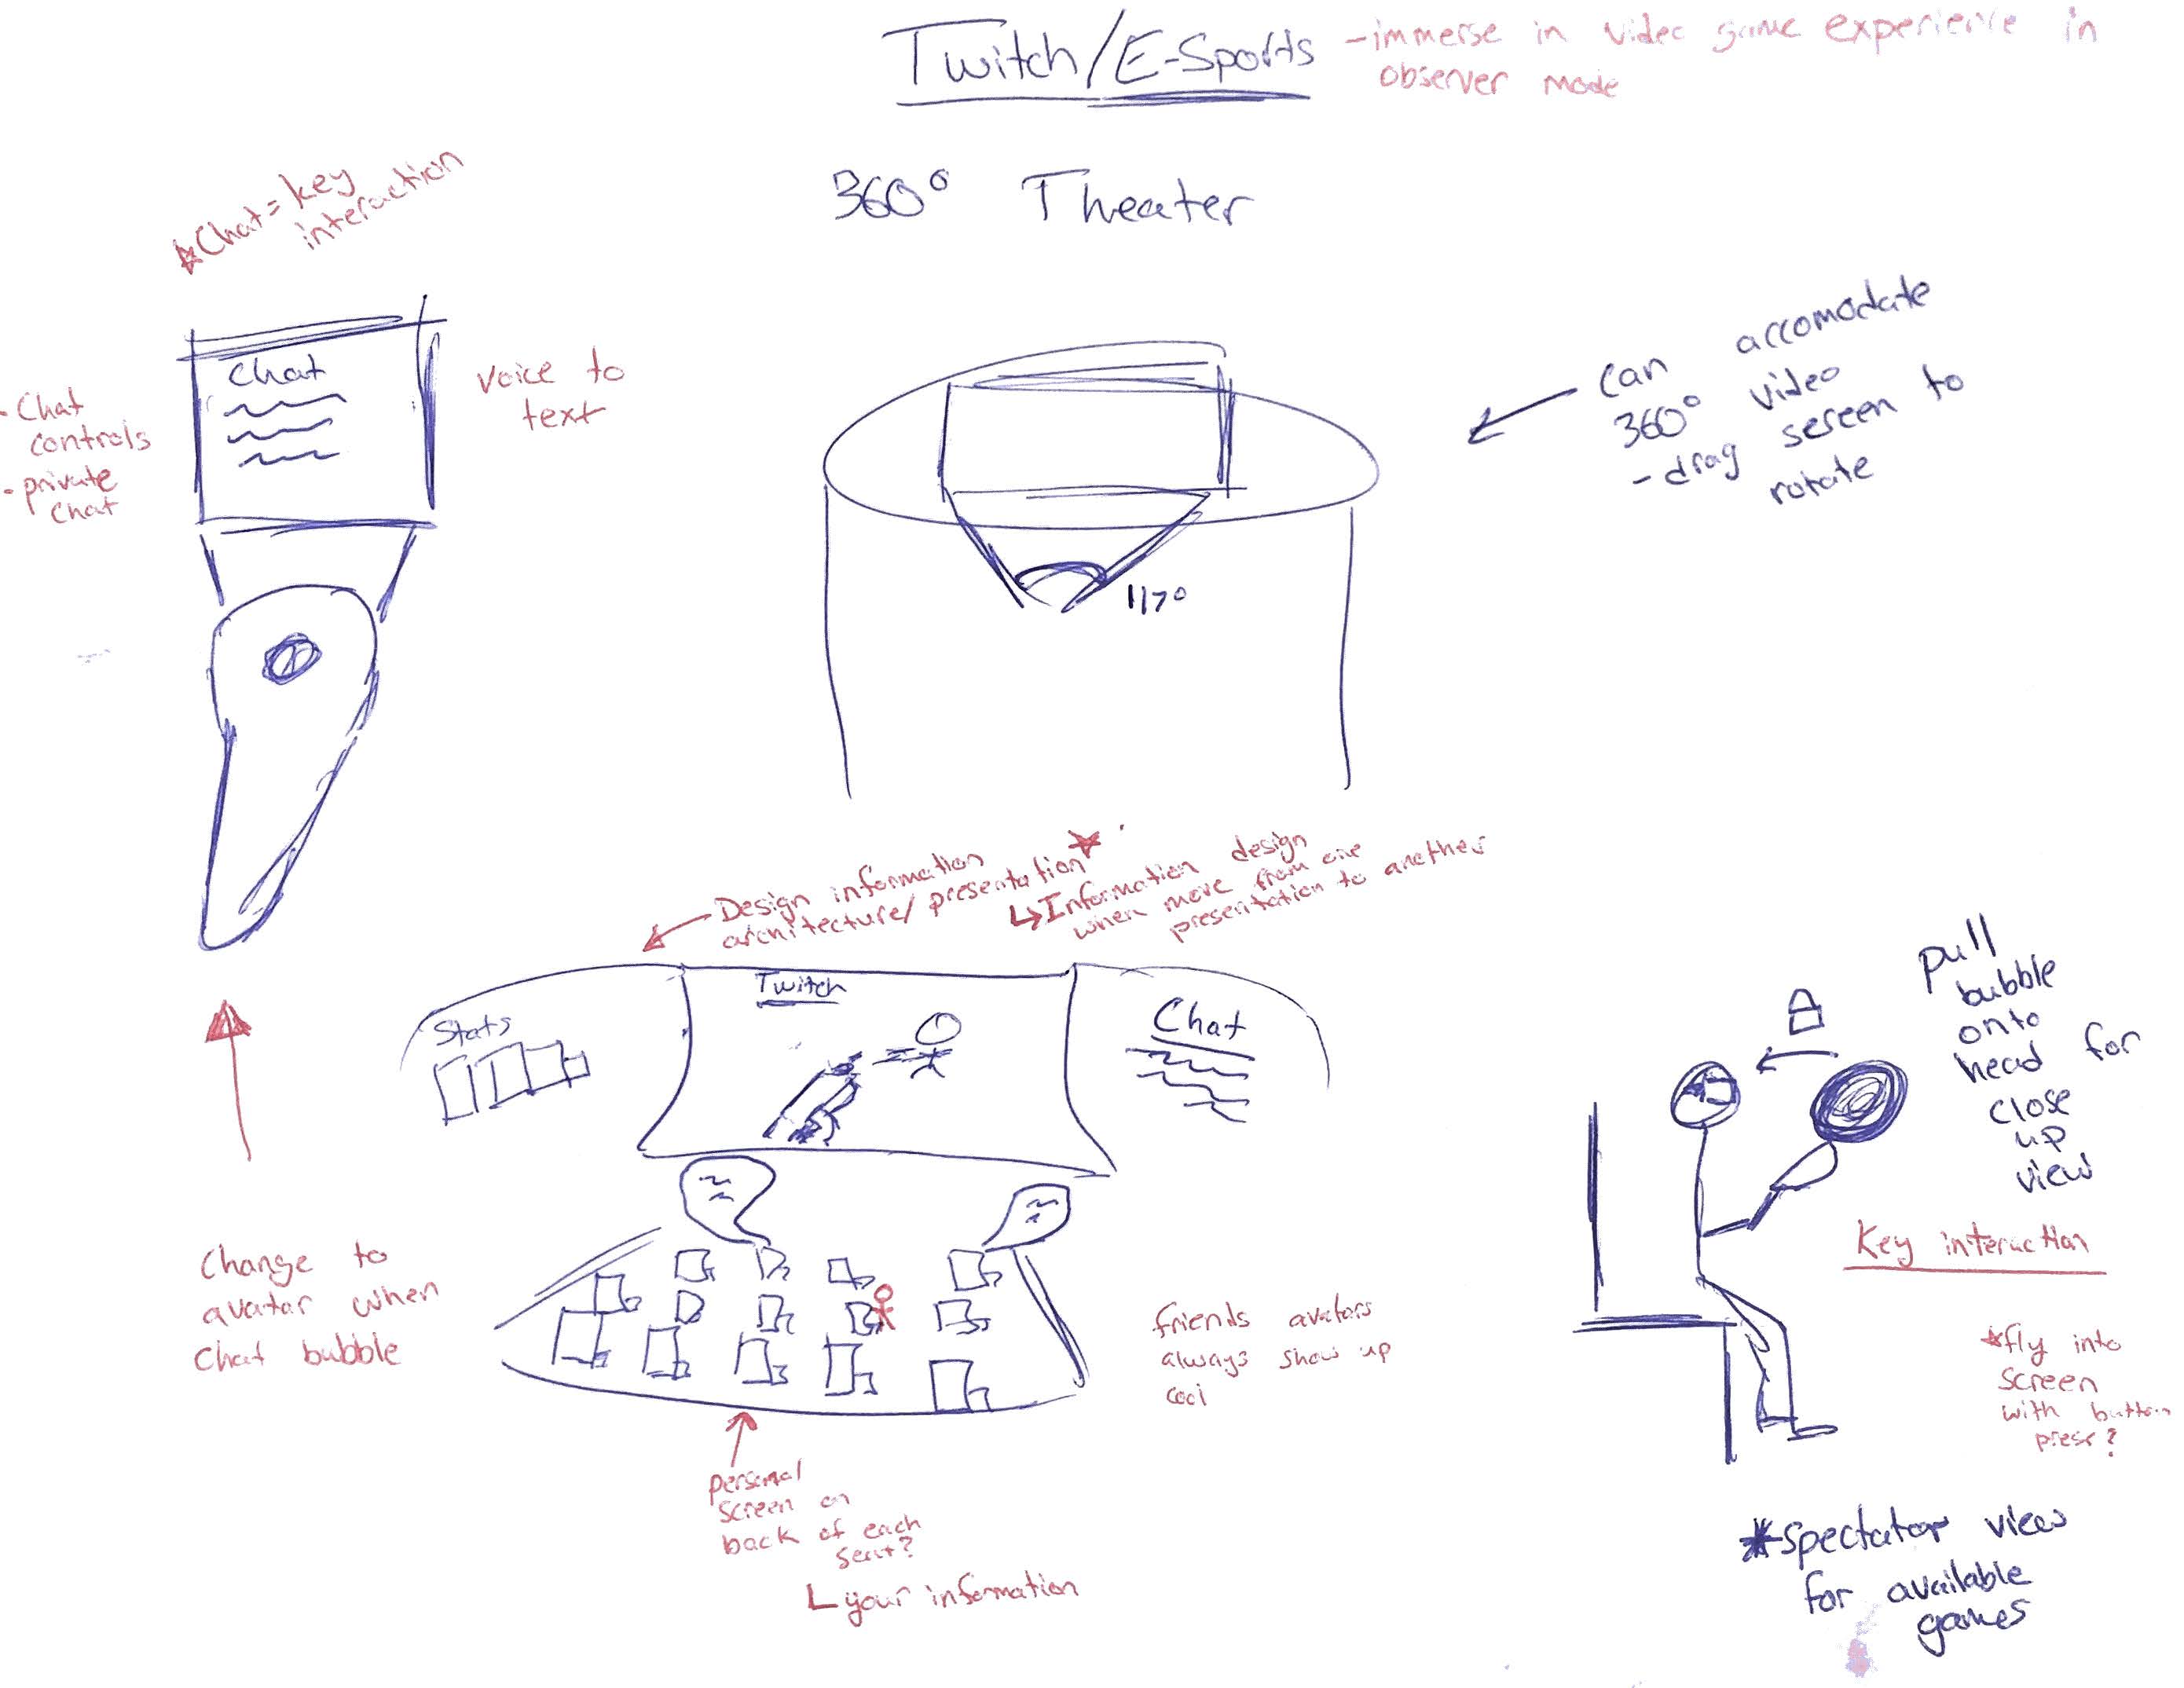 Twitch/E-Sports
-immerse in video game experience in
observer mode
360° Theater
☆Chat = key
interaction
Chat
- Chat
controls
- private
chat
voice to
text
117°
can accomodate
360° video
- drag screen to
rotate
Design information
architecture/presentation★
↳Information design
when move from one
presentation to another
Stats
Twitch
Chat
Change to
avatar when
chat bubble
friends avatars
always show up
personal
screen on
back of each
seat?
your information
pull
bubble
onto
head for
close
up
view
Key interaction
★fly into
screen
with button
press?
*spectator view
for available
games